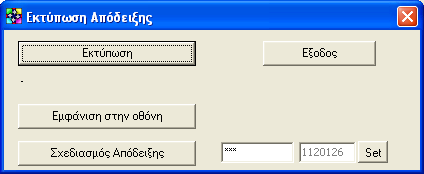 Εκτύπωση Απόδειξης
Εκτύπωση
Εξοδος
.
Εμφάνιση στην οθόνη
Σχεδιασμός Απόδειξης
***
1120126
Set